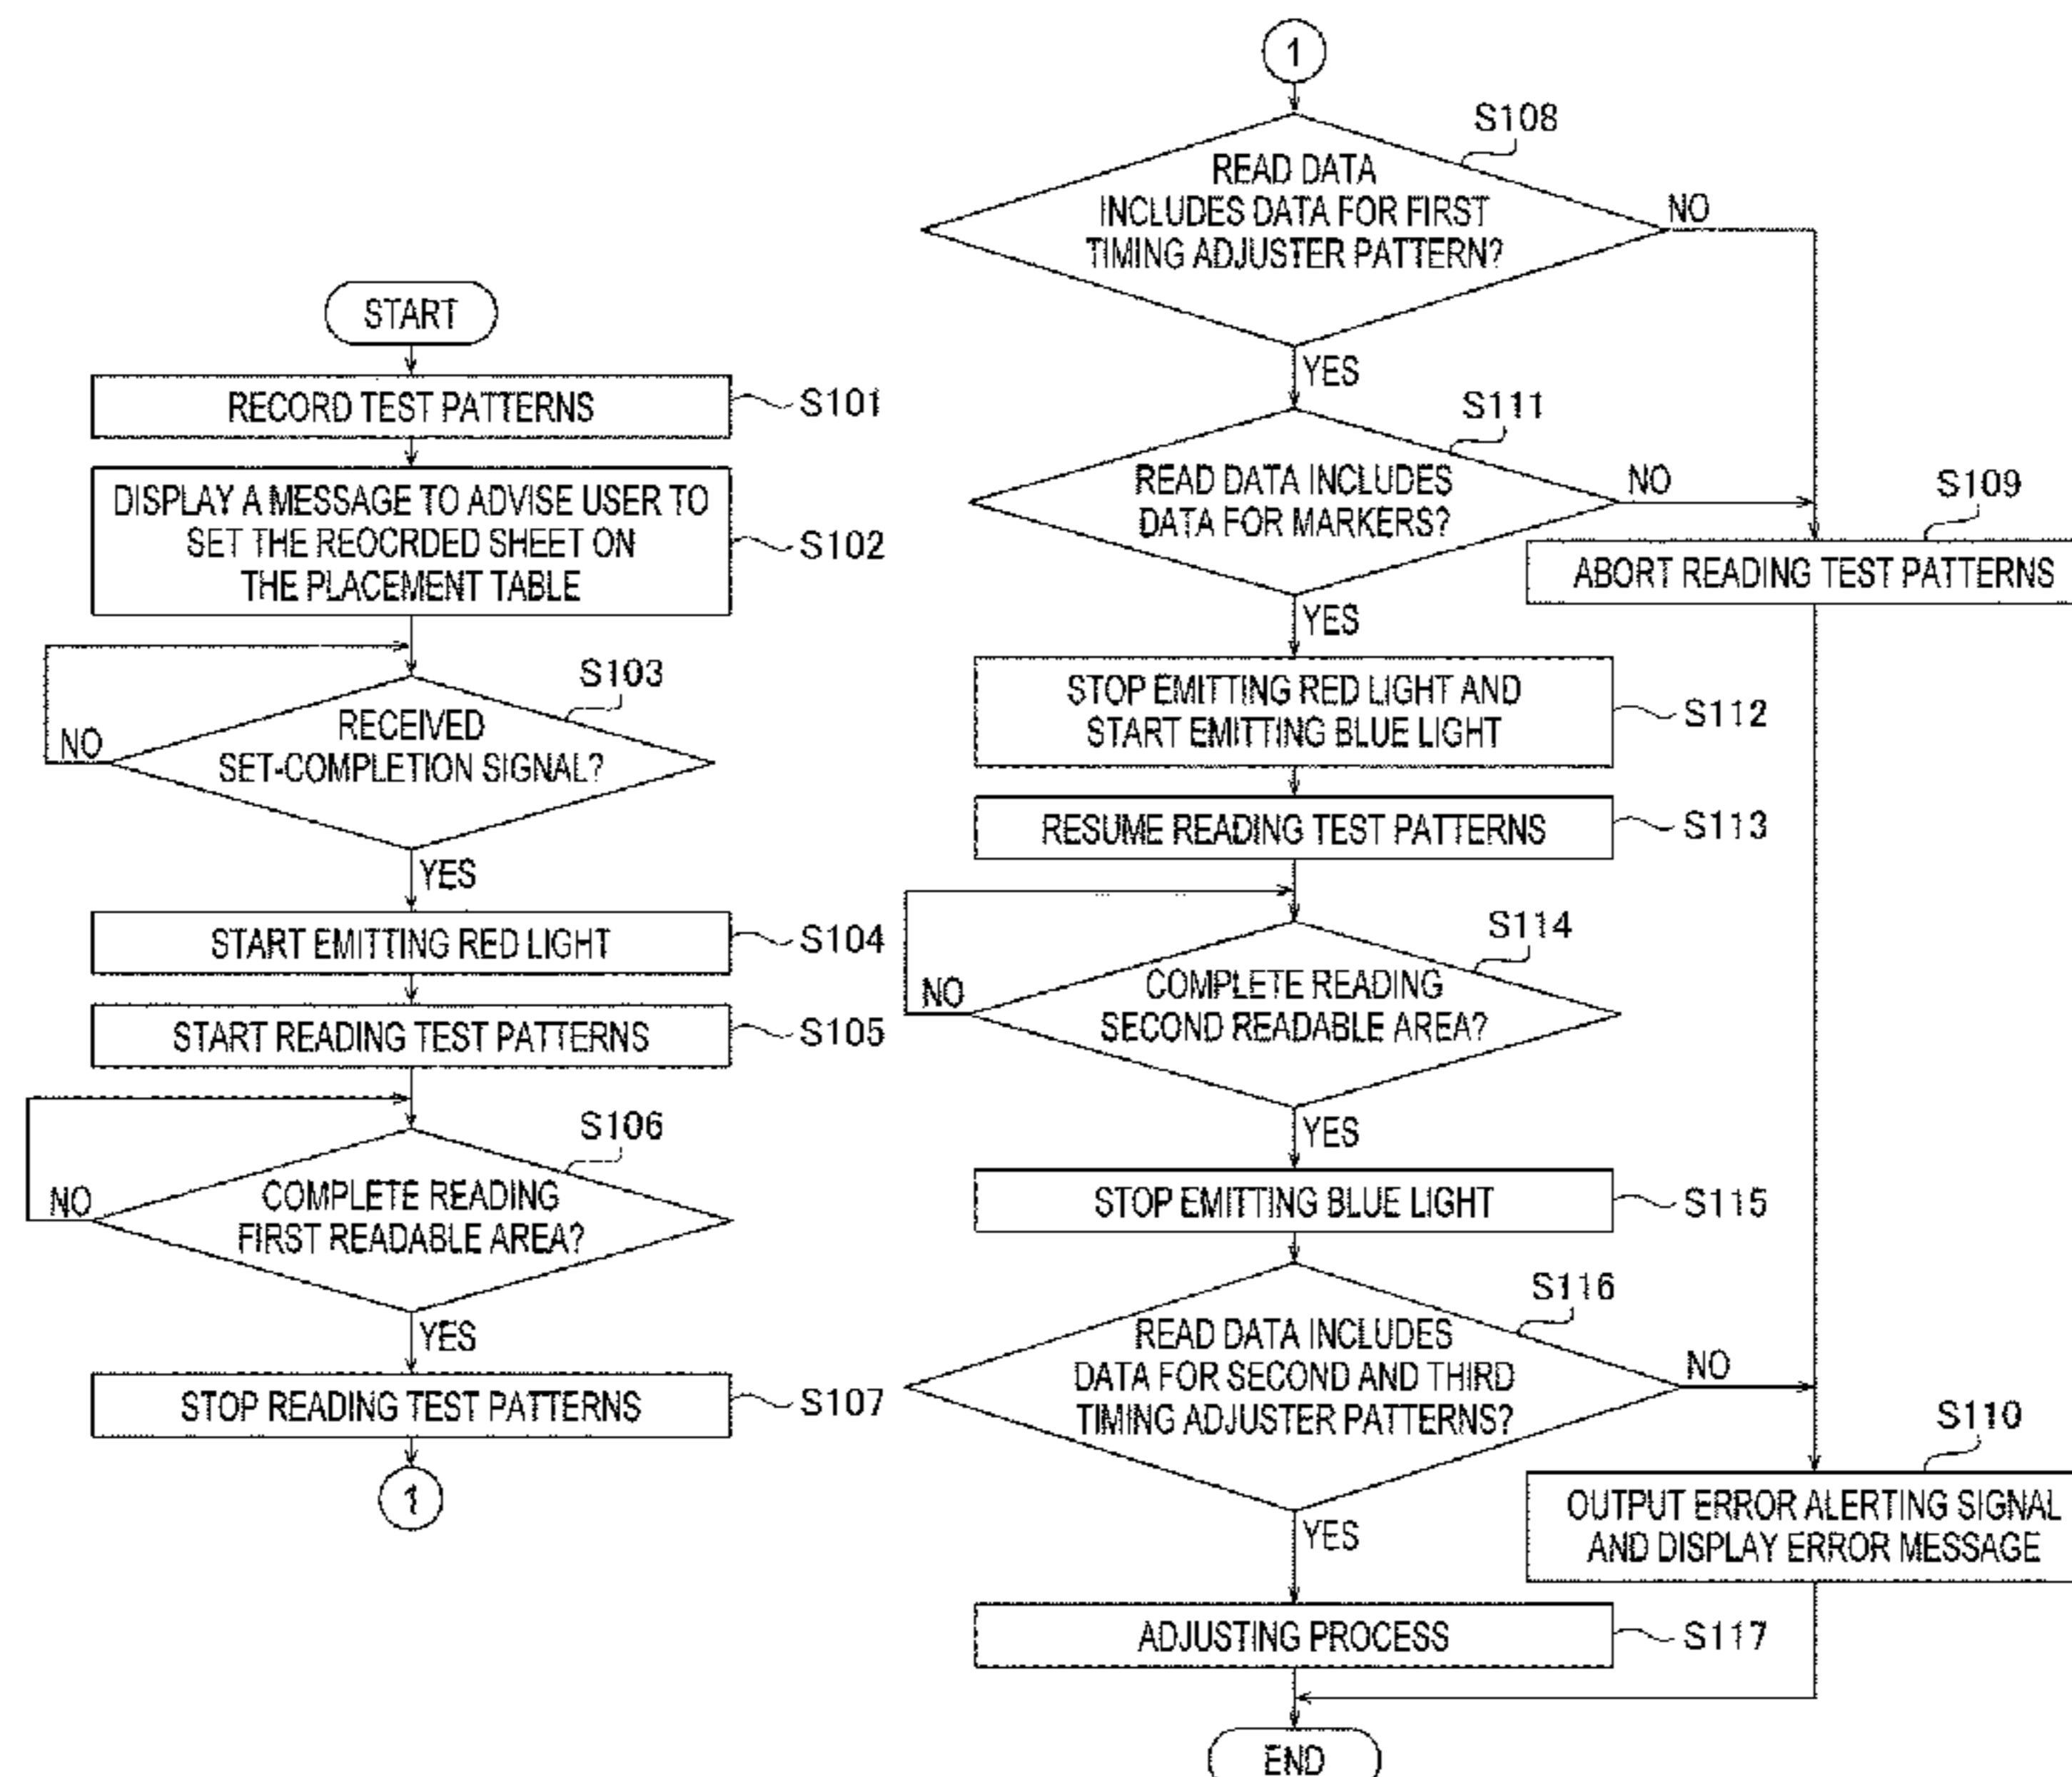 START
RECORD TEST PATTERNS
S101
DISPLAY A MESSAGE TO ADVISE USER TO
SET THE REOCRDED SHEET ON
THE PLACEMENT TABLE
S102
S103
RECEIVED
SET-COMPLETION SIGNAL?
NO
YES
START EMITTING RED LIGHT
S104
START READING TEST PATTERNS
S105
S106
COMPLETE READING
FIRST READABLE AREA?
NO
YES
STOP READING TEST PATTERNS
S107
1
1
S108
READ DATA
INCLUDES DATA FOR FIRST
TIMING ADJUSTER PATTERN?
NO
YES
S111
READ DATA INCLUDES
DATA FOR MARKERS?
NO
YES
S109
ABORT READING TEST PATTERNS
STOP EMITTING RED LIGHT AND
START EMITTING BLUE LIGHT
S112
RESUME READING TEST PATTERNS
S113
S114
COMPLETE READING
SECOND READABLE AREA?
NO
YES
STOP EMITTING BLUE LIGHT
S115
S116
READ DATA INCLUDES
DATA FOR SECOND AND THIRD
TIMING ADJUSTER PATTERNS?
NO
YES
S110
OUTPUT ERROR ALERTING SIGNAL
AND DISPLAY ERROR MESSAGE
ADJUSTING PROCESS
S117
END